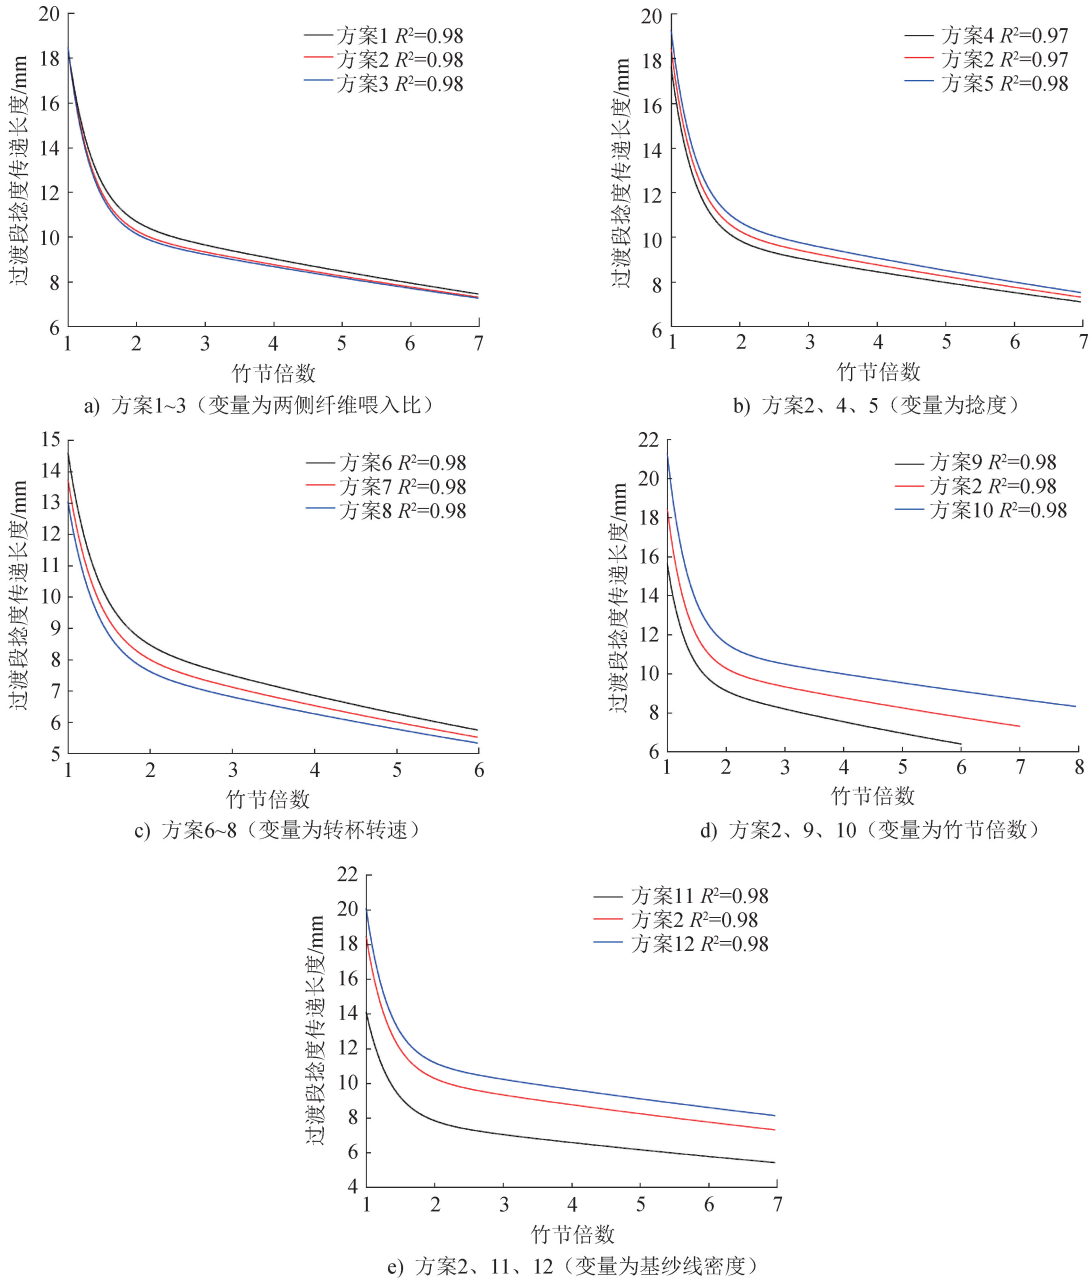 过渡段捻度传递长度/mm
20
18
16
14
12
10
8
6
1 2 3 4 5 6 7
方案1 R²=0.98
方案2 R²=0.98
方案3 R²=0.98
竹节倍数
a) 方案1~3（变量为两侧纤维喂入比）
过渡段捻度传递长度/mm
20
18
16
14
12
10
8
6
1 2 3 4 5 6 7
方案4 R²=0.97
方案2 R²=0.97
方案5 R²=0.98
竹节倍数
b) 方案2、4、5（变量为捻度）
过渡段捻度传递长度/mm
15
14
13
12
11
10
9
8
7
6
5
1 2 3 4 5 6
方案6 R²=0.98
方案7 R²=0.98
方案8 R²=0.98
竹节倍数
c) 方案6~8（变量为转杯转速）
过渡段捻度传递长度/mm
22
20
18
16
14
12
10
8
6
1 2 3 4 5 6 7 8
方案9 R²=0.98
方案2 R²=0.98
方案10 R²=0.98
竹节倍数
d) 方案2、9、10（变量为竹节倍数）
过渡段捻度传递长度/mm
22
20
18
16
14
12
10
8
6
4
1 2 3 4 5 6 7
方案11 R²=0.98
方案2 R²=0.98
方案12 R²=0.98
竹节倍数
e) 方案2、11、12（变量为基纱线密度）